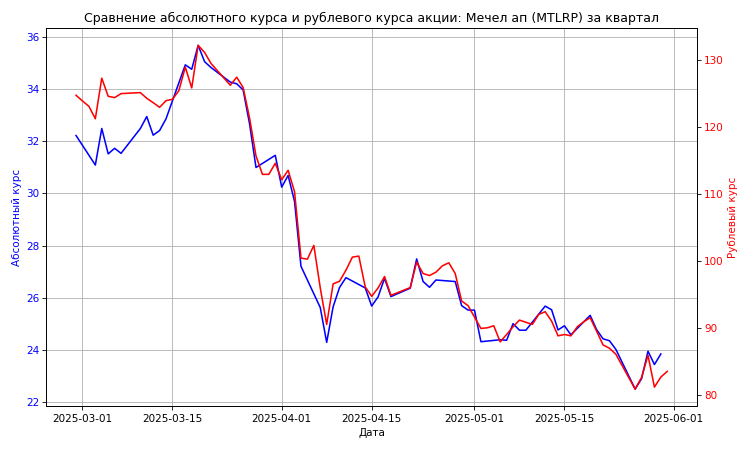 Сравнение абсолютного курса и рублевого курса акции: Мечел ап (MTLRP) за квартал
Абсолютный курс
36
34
32
30
28
26
24
22
130
120
110
100
90
80
Рублевый курс
2025-03-01 2025-03-15 2025-04-01 2025-04-15 2025-05-01 2025-05-15 2025-06-01
Дата